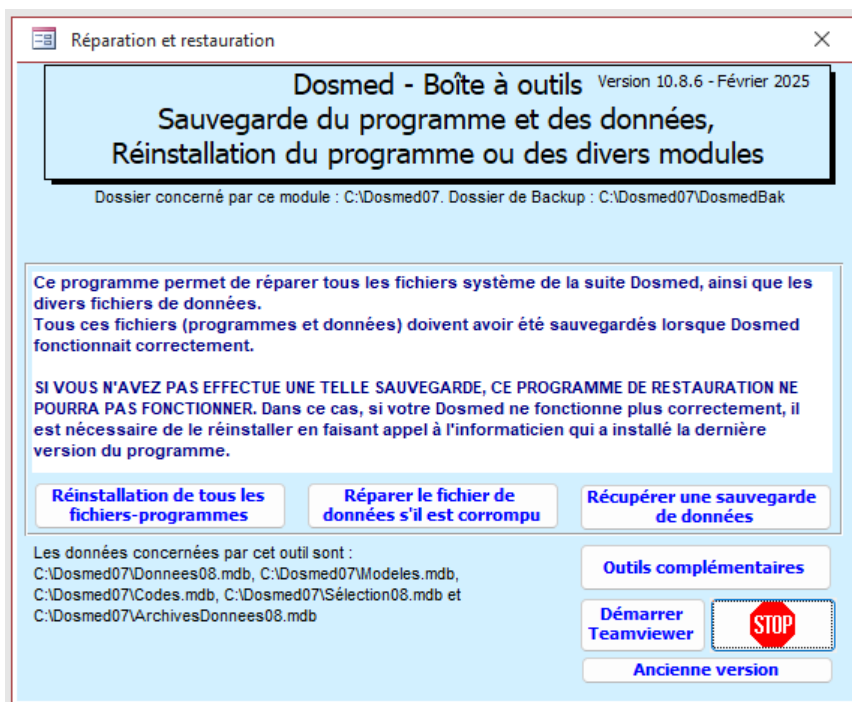 Réparation et restauration
Dosmed - Boîte à outils Version 10.8.6 - Février 2025
Sauvegarde du programme et des données,
Réinstallation du programme ou des divers modules
Dossier concerné par ce module : C:\Dosmed07. Dossier de Backup : C:\Dosmed07\DosmedBak
Ce programme permet de réparer tous les fichiers système de la suite Dosmed, ainsi que les
divers fichiers de données.
Tous ces fichiers (programmes et données) doivent avoir été sauvegardés lorsque Dosmed
fonctionnait correctement.
SI VOUS N'AVEZ PAS EFFECTUE UNE TELLE SAUVEGARDE, CE PROGRAMME DE RESTAURATION NE
POURRA PAS FONCTIONNER. Dans ce cas, si votre Dosmed ne fonctionne plus correctement, il
est nécessaire de le réinstaller en faisant appel à l'informaticien qui a installé la dernière
version du programme.
Réinstallation de tous les
fichiers-programmes
Réparer le fichier de
données s'il est corrompu
Récupérer une sauvegarde
de données
Les données concernées par cet outil sont :
C:\Dosmed07\Donnees08.mdb, C:\Dosmed07\Modeles.mdb,
C:\Dosmed07\Codes.mdb, C:\Dosmed07\Sélection08.mdb et
C:\Dosmed07\ArchivesDonnees08.mdb
Outils complémentaires
Démarrer
Teamviewer
STOP
Ancienne version